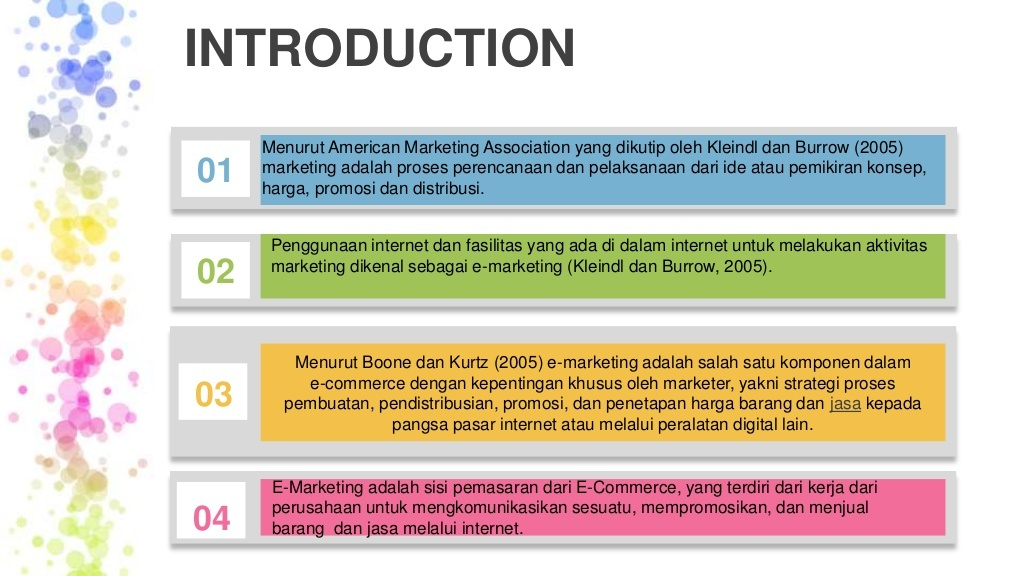 INTRODUCTION
01
Menurut American Marketing Association yang dikutip oleh Kleindl dan Burrow (2005)
marketing adalah proses perencanaan dan pelaksanaan dari ide atau pemikiran konsep,
harga, promosi dan distribusi.
02
Penggunaan internet dan fasilitas yang ada di dalam internet untuk melakukan aktivitas
marketing dikenal sebagai e-marketing (Kleindl dan Burrow, 2005).
03
Menurut Boone dan Kurtz (2005) e-marketing adalah salah satu komponen dalam
e-commerce dengan kepentingan khusus oleh marketer, yakni strategi proses
pembuatan, pendistribusian, promosi, dan penetapan harga barang dan jasa kepada
pangsa pasar internet atau melalui peralatan digital lain.
04
E-Marketing adalah sisi pemasaran dari E-Commerce, yang terdiri dari kerja dari
perusahaan untuk mengkomunikasikan sesuatu, mempromosikan, dan menjual
barang  dan jasa melalui internet.